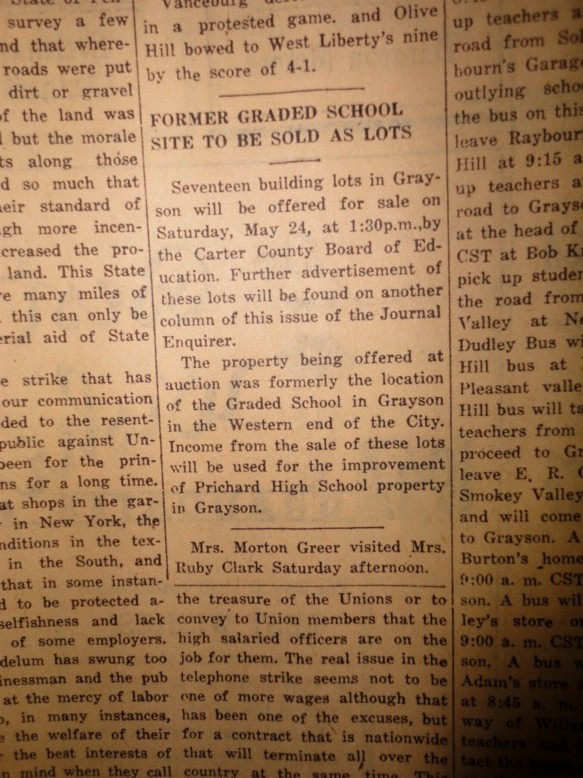 survey a few
nd that where-
roads were put
dirt or gravel
of the land was
l but the morale
ts along those
d so much that
eir standard of
gh more incen-
creased the pro-
land. This State
e many miles of
this can only be
erial aid of State
e strike that has
our communication
ded to the resent-
public against Un-
been for the prin-
ns for a long time.
at shops in the gar-
in New York, the
nditions in the tex-
in the South, and
that in some instan-
d to be protected a-
selfishness and lack
of some employers.
delum has swung too
inessman and the pub
at the mercy of labor
o, in many instances,
e the welfare of their
the best interests of
n mind when they call
in a protested game. and Olive
Hill bowed to West Liberty's nine
by the score of 4-1.
FORMER GRADED SCHOOL
SITE TO BE SOLD AS LOTS
Seventeen building lots in Gray-
son will be offered for sale on
Saturday, May 24, at 1:30p.m.,by
the Carter County Board of Ed-
ucation. Further advertisement of
these lots will be found on another
column of this issue of the Journal
Enquirer.
The property being offered at
auction was formerly the location
of the Graded School in Grayson
in the Western end of the City.
Income from the sale of these lots
will be used for the improvement
of Prichard High School property
in Grayson.
Mrs. Morton Greer visited Mrs.
Ruby Clark Saturday afternoon.
the treasure of the Unions or to
convey to Union members that the
high salaried officers are on the
job for them. The real issue in the
telephone strike seems not to be
one of more wages although that
has been one of the excuses, but
for a contract that is nationwide
that will terminate all over the
country at the same time. This
up teachers a
road from Sol
bourn's Garage
outlying schoo
the bus on this
leave Raybour
Hill at 9:15 a
up teachers a
road to Grays
at the head of
CST at Bob K
pick up studen
the road from
Valley at Ne
Dudley Bus wi
Hill bus at
Pleasant valle
Hill bus will ta
teachers from
proceed to Gr
leave E. R. C
Smokey Valley
and will come
to Grayson. A
Burton's home
9:00 a. m. CST
son. A bus wil
ley's store o
9:00 a. m. CST
son. A bus w
Adam's store
at 8:45 a. m.
way of Willa
teachers and
tact the